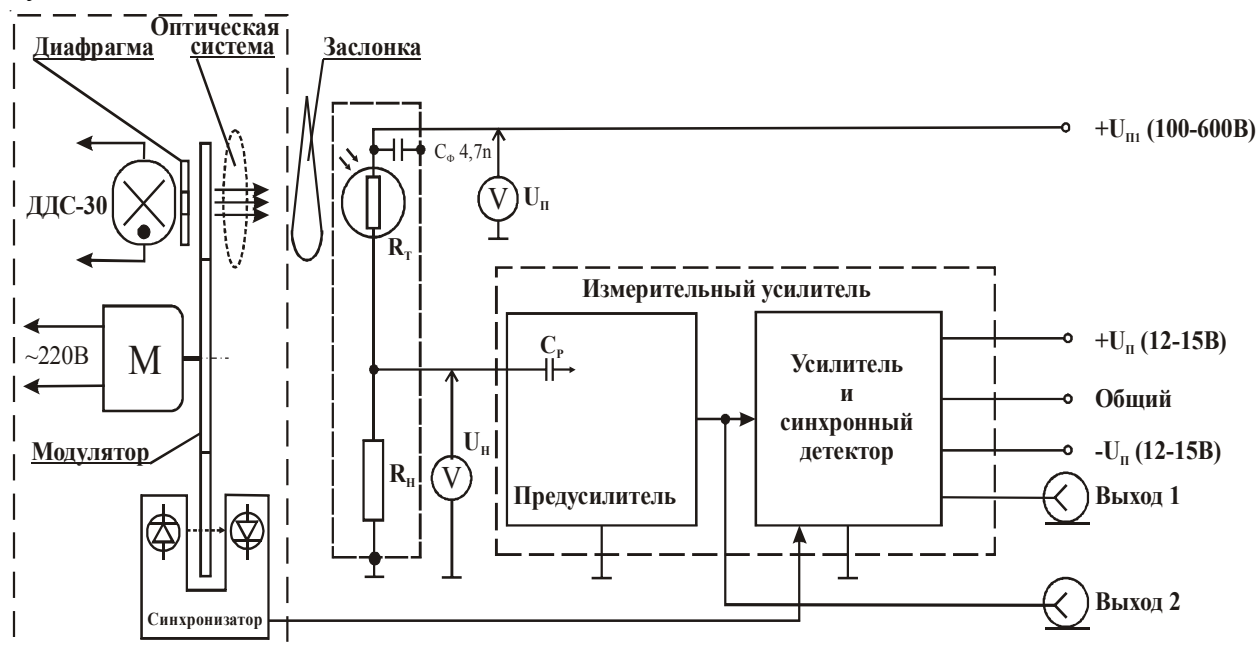 Оптическая
система
Диафрагма
Заслонка
ДДС-30
Cф 4,7n
+Uп1 (100-600В)
V
Uп
Rт
Измерительный усилитель
~220В
М
Cр
Усилитель
и
синхронный
детектор
+Uп (12-15В)
Общий
-Uп (12-15В)
Модулятор
Uн
V
Rн
Предусилитель
Выход 1
Синхронизатор
Выход 2